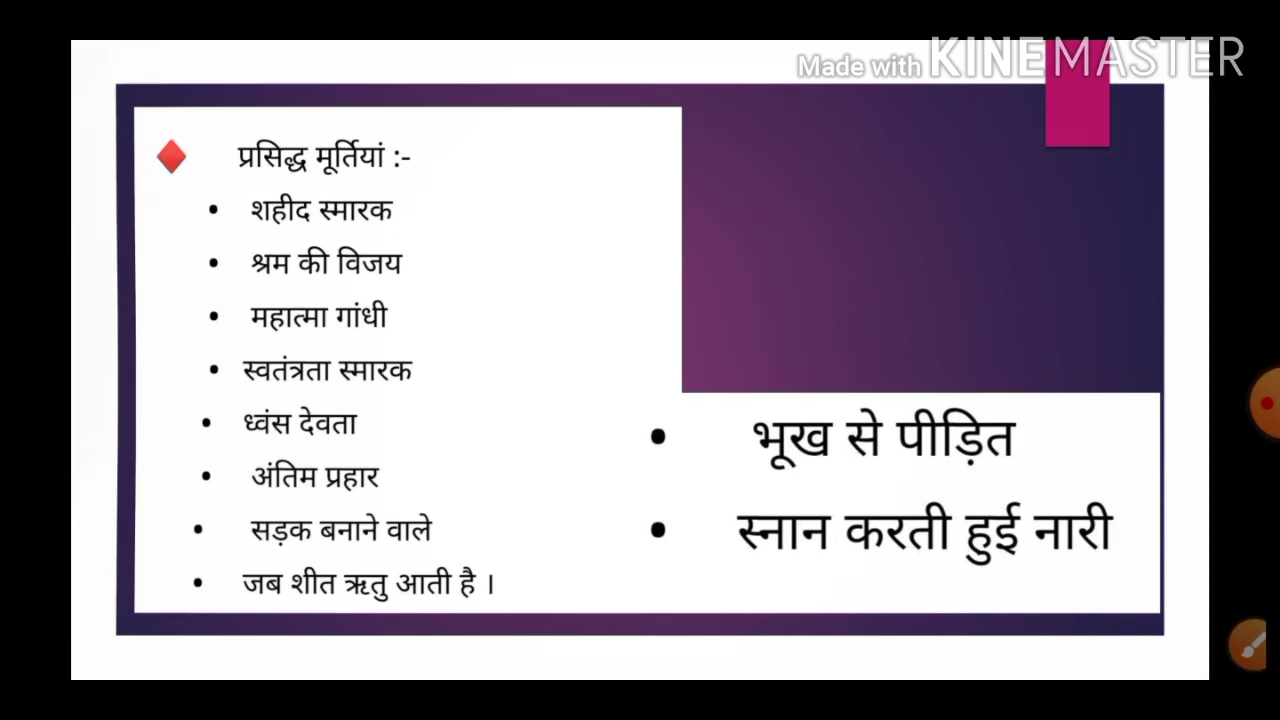 Made with KINEMASTER
प्रसिद्ध मूर्तियां :-
• शहीद स्मारक
• श्रम की विजय
• महात्मा गांधी
• स्वतंत्रता स्मारक
• ध्वंस देवता
• अंतिम प्रहार
• सड़क बनाने वाले
• जब शीत ऋतु आती है ।
• भूख से पीड़ित
• स्नान करती हुई नारी